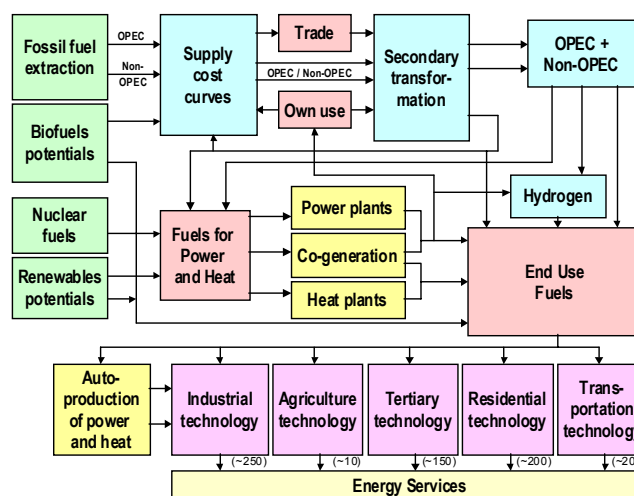 Fossil fuel
extraction
OPEC
Non-
OPEC
Supply
cost
curves
Trade
OPEC / Non-OPEC
Own use
Secondary
transfor-
mation
OPEC +
Non-OPEC
Biofuels
potentials
Nuclear
fuels
Renewables
potentials
Fuels for
Power
and Heat
Power plants
Co-generation
Heat plants
Hydrogen
End Use
Fuels
Auto-
production
of power
and heat
Industrial
technology
Agriculture
technology
Tertiary
technology
Residential
technology
Trans-
portation
technology
(~250)
(~10)
(~150)
(~200)
(~20
Energy Services